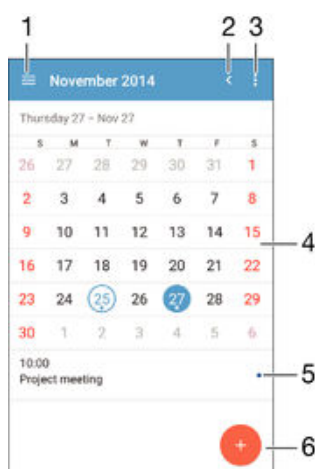 1 2 3
November 2014
Thursday 27 – Nov 27
S M T W T F S
26 27 28 29 30 31 1
2 3 4 5 6 7 8
9 10 11 12 13 14 15
4
16 17 18 19 20 21 22
23 24 25 26 27 28 29
30 1 2 3 4 5 6
10:00
Project meeting
5
+
6